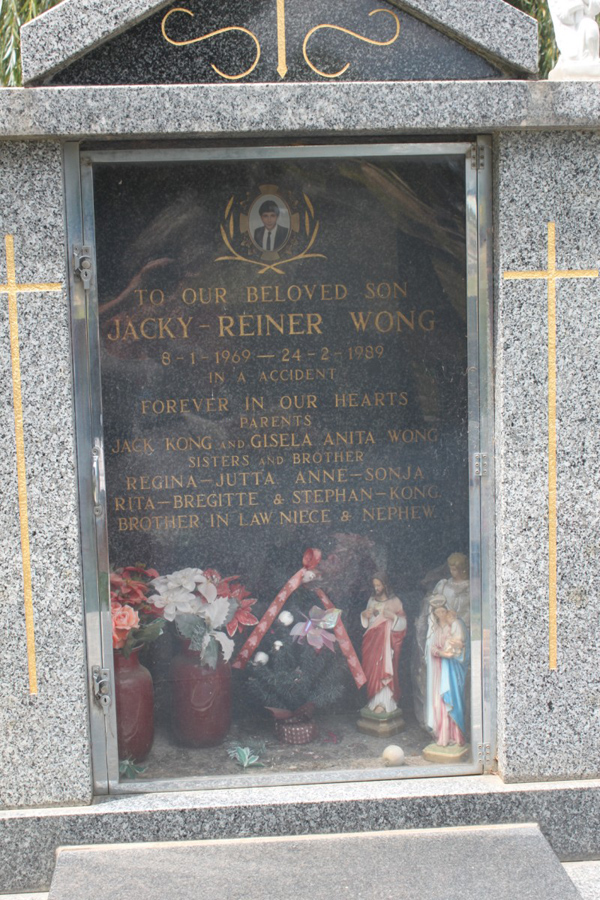 TO OUR BELOVED SON
JACKY-REINER WONG
8-1-1969 — 24-2-1989
IN A ACCIDENT
FOREVER IN OUR HEARTS
PARENTS
JACK KONG AND GISELA ANITA WONG
SISTERS AND BROTHER
REGINA-JUTTA ANNE-SONJA
RITA-BREGITTE & STEPHAN-KONG
BROTHER IN LAW NIECE & NEPHEW